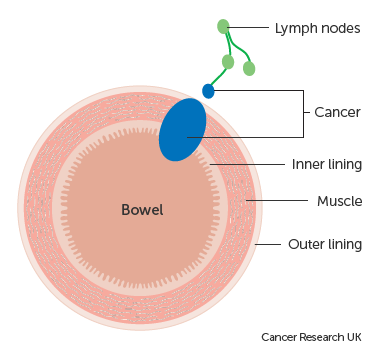 Lymph nodes
Cancer
Inner lining
Muscle
Bowel
Outer lining
Cancer Research UK